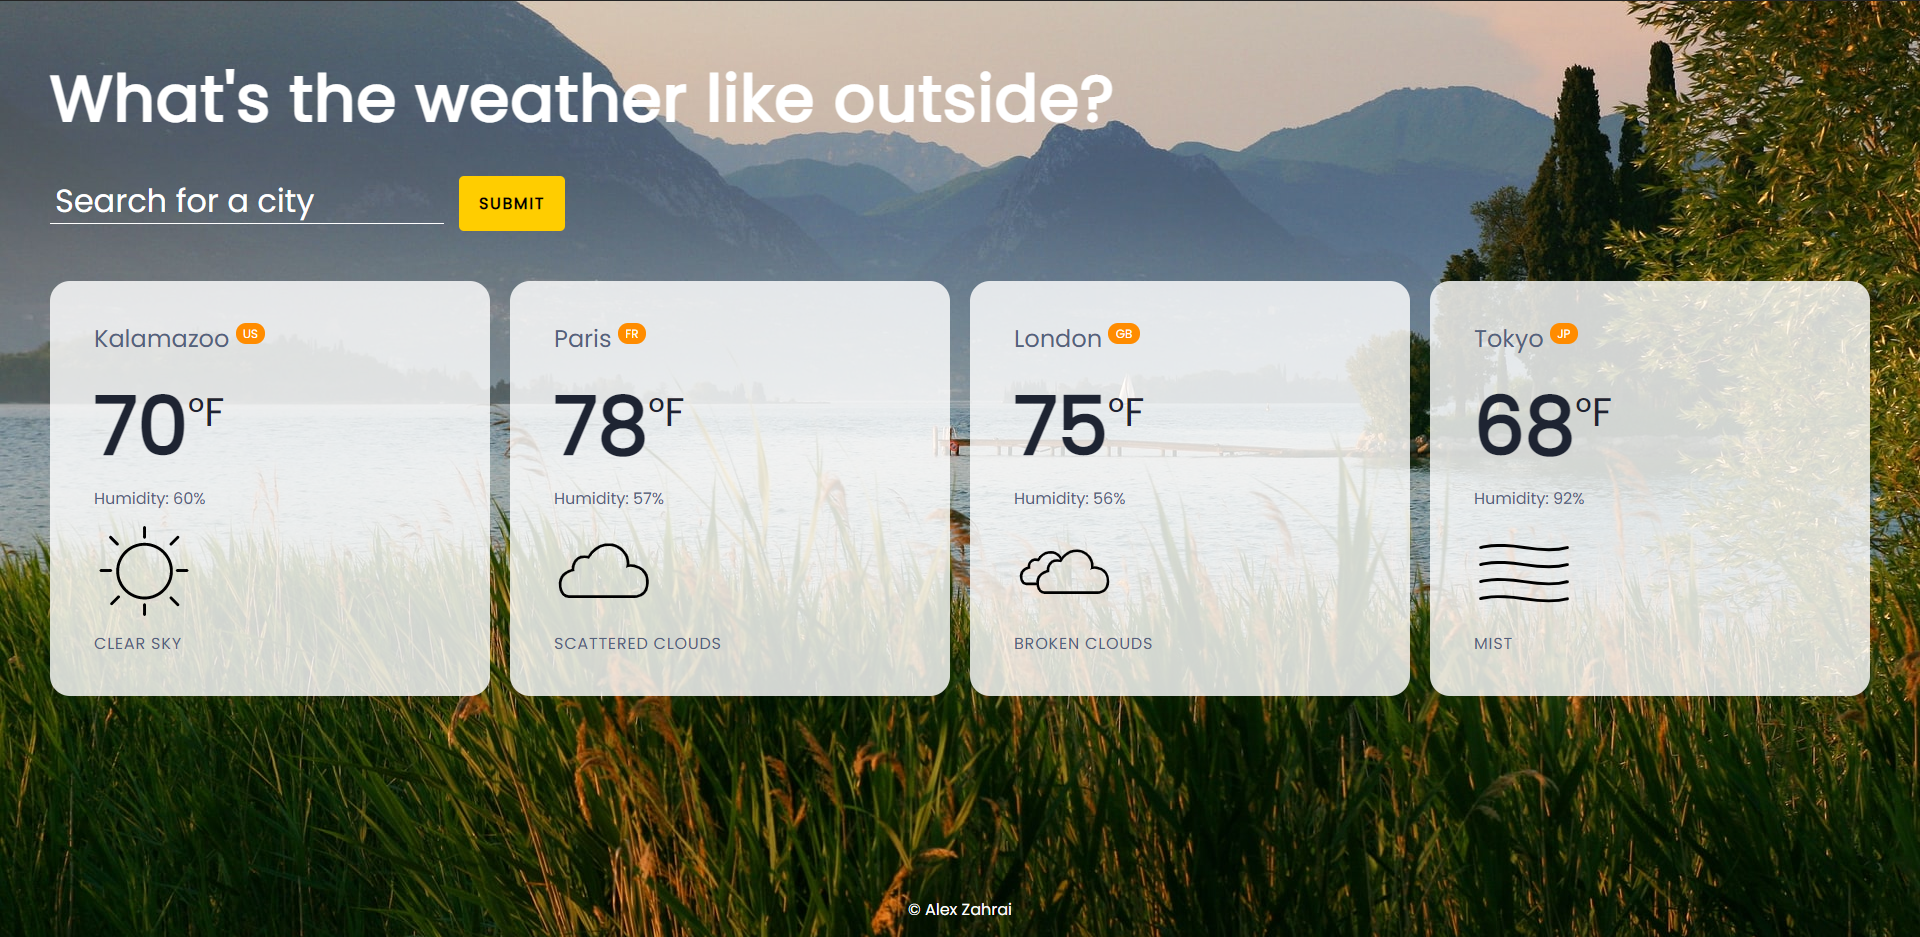 What's the weather like outside?
Search for a city
SUBMIT
Kalamazoo US
70°F
Humidity: 60%
CLEAR SKY
Paris FR
78°F
Humidity: 57%
SCATTERED CLOUDS
London GB
75°F
Humidity: 56%
BROKEN CLOUDS
Tokyo JP
68°F
Humidity: 92%
MIST
© Alex Zahrai